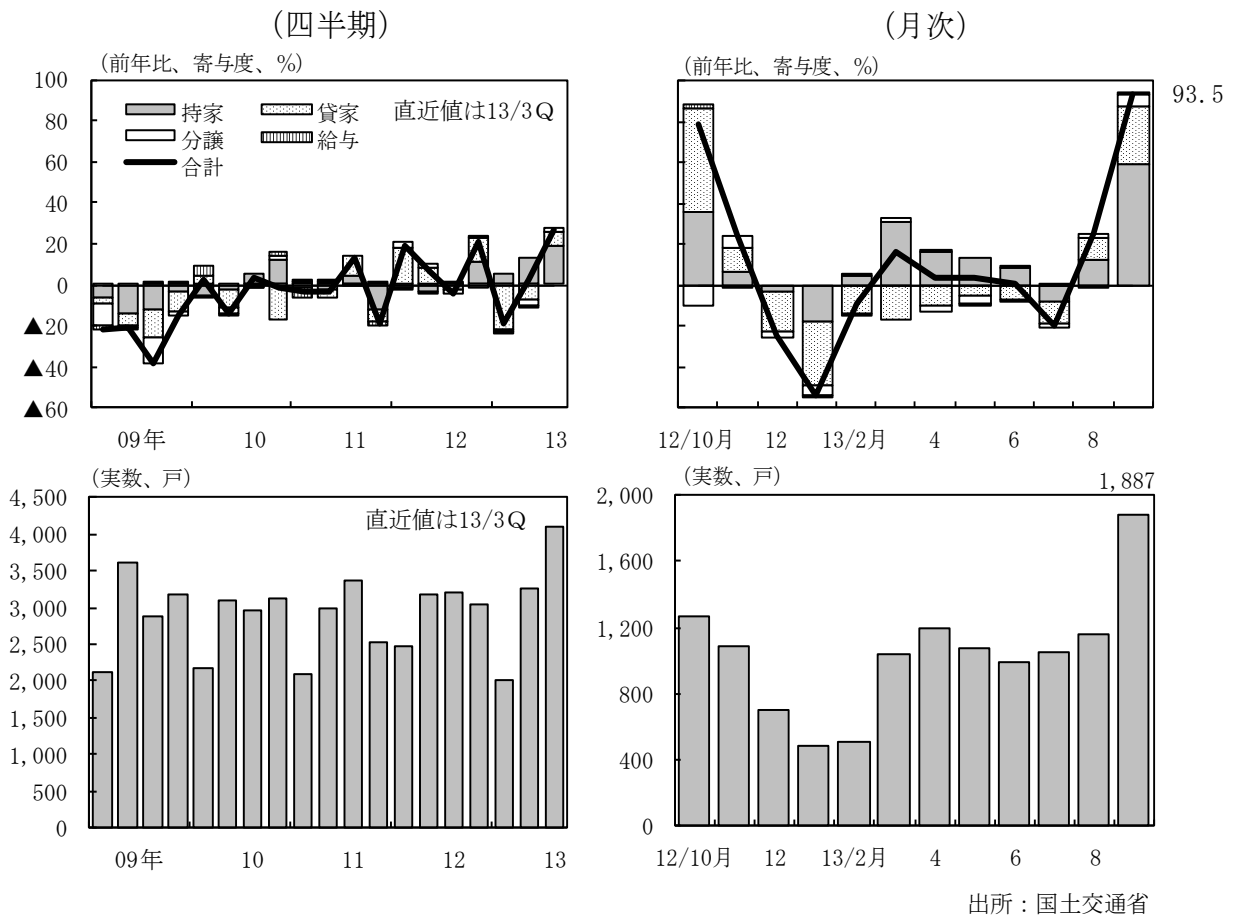 （四半期）
（前年比、寄与度、%）
100
80
60
40
20
0
▲20
▲40
▲60
持家
貸家
直近値は13/3Q
分譲
給与
合計
09年 10 11 12 13
（月次）
（前年比、寄与度、%）
93.5
12/10月 12 13/2月 4 6 8
（実数、戸）
4,500
4,000
3,500
3,000
2,500
2,000
1,500
1,000
500
0
直近値は13/3Q
09年 10 11 12 13
（実数、戸）
1,887
2,000
1,600
1,200
800
400
0
12/10月 12 13/2月 4 6 8
出所：国土交通省